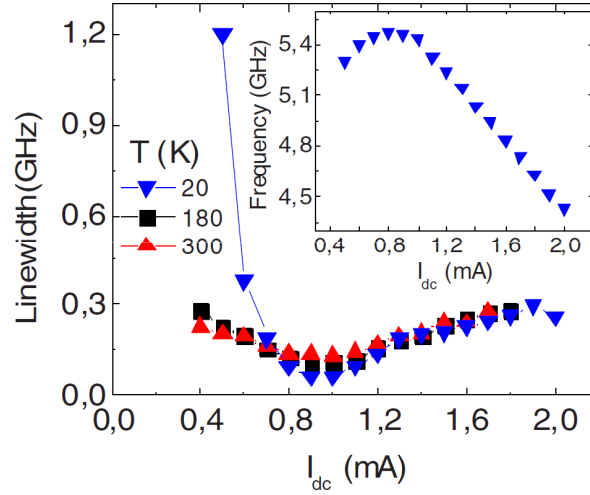 1,2
0,9
0,6
0,3
0,0
Linewidth(GHz)
T (K)
20
180
300
0,0 0,4 0,8 1,2 1,6 2,0
I_dc (mA)
5,4
5,1
4,8
4,5
Frequency (GHz)
0,4 0,8 1,2 1,6 2,0
I_dc (mA)